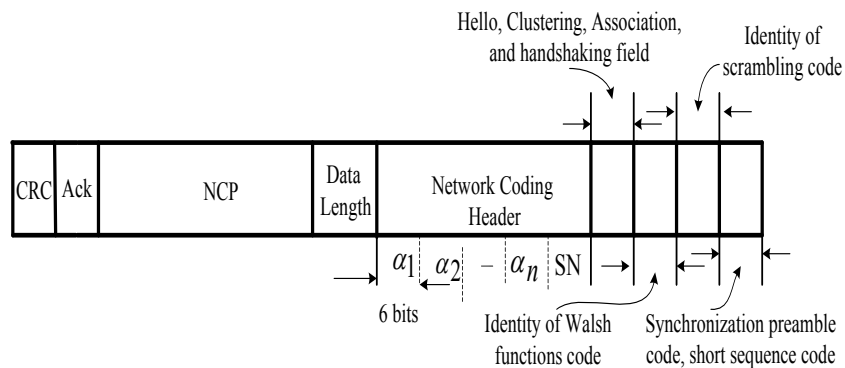 Hello, Clustering, Association,
and handshaking field
Identity of
scrambling code
CRC
Ack
NCP
Data
Length
Network Coding
Header
α1
α2
–
αn
SN
6 bits
Identity of Walsh
functions code
Synchronization preamble
code, short sequence code